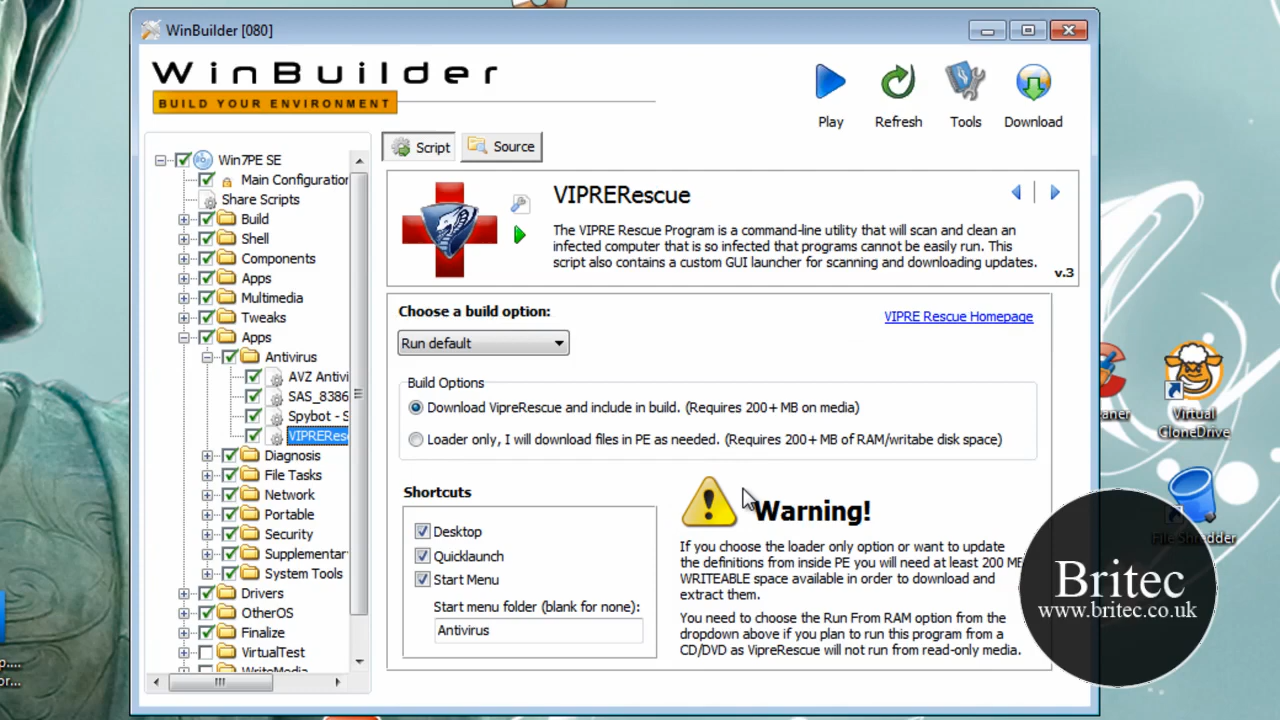 WinBuilder [080]
WinBuilder
BUILD YOUR ENVIRONMENT
Play
Refresh
Tools
Download
Script
Source
Win7PE SE
Main Configuration
Share Scripts
Build
Shell
Components
Apps
Multimedia
Tweaks
Apps
Antivirus
AVZ Antivi
SAS_8386
Spybot - S
VIPREResc
Diagnosis
File Tasks
Network
Portable
Security
Supplementar
System Tools
Drivers
OtherOS
Finalize
VirtualTest
WriteMedia
VIPRERescue
The VIPRE Rescue Program is a command-line utility that will scan and clean an
infected computer that is so infected that programs cannot be easily run. This
script also contains a custom GUI launcher for scanning and downloading updates.
v.3
Choose a build option:
VIPRE Rescue Homepage
Run default
Build Options
Download VipreRescue and include in build. (Requires 200+ MB on media)
Loader only, I will download files in PE as needed. (Requires 200+ MB of RAM/writabe disk space)
Shortcuts
Desktop
Quicklaunch
Start Menu
Start menu folder (blank for none):
Antivirus
Warning!
If you choose the loader only option or want to update
the definitions from inside PE you will need at least 200 MB
WRITEABLE space available in order to download and
extract them.
You need to choose the Run From RAM option from the
dropdown above if you plan to run this program from a
CD/DVD as VipreRescue will not run from read-only media.
aner
Virtual
CloneDrive
File Shredder
Britec
www.britec.co.uk
p....
or...